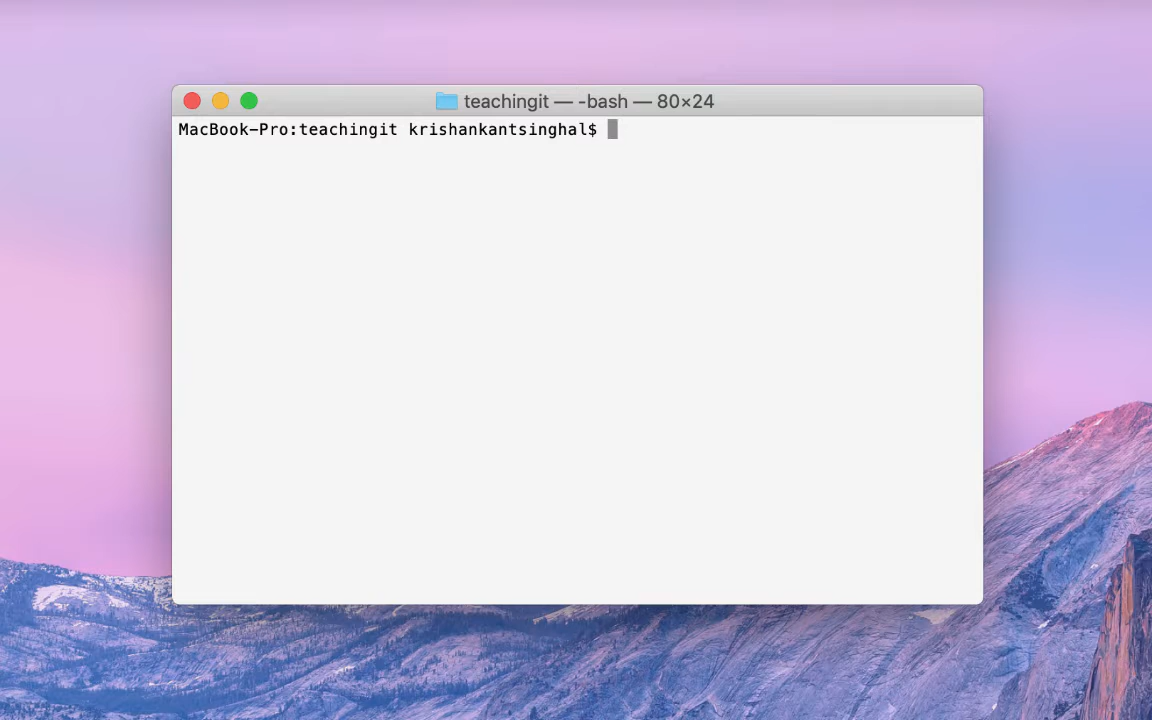 teachingit — -bash — 80×24
MacBook-Pro:teachingit krishankantsinghal$